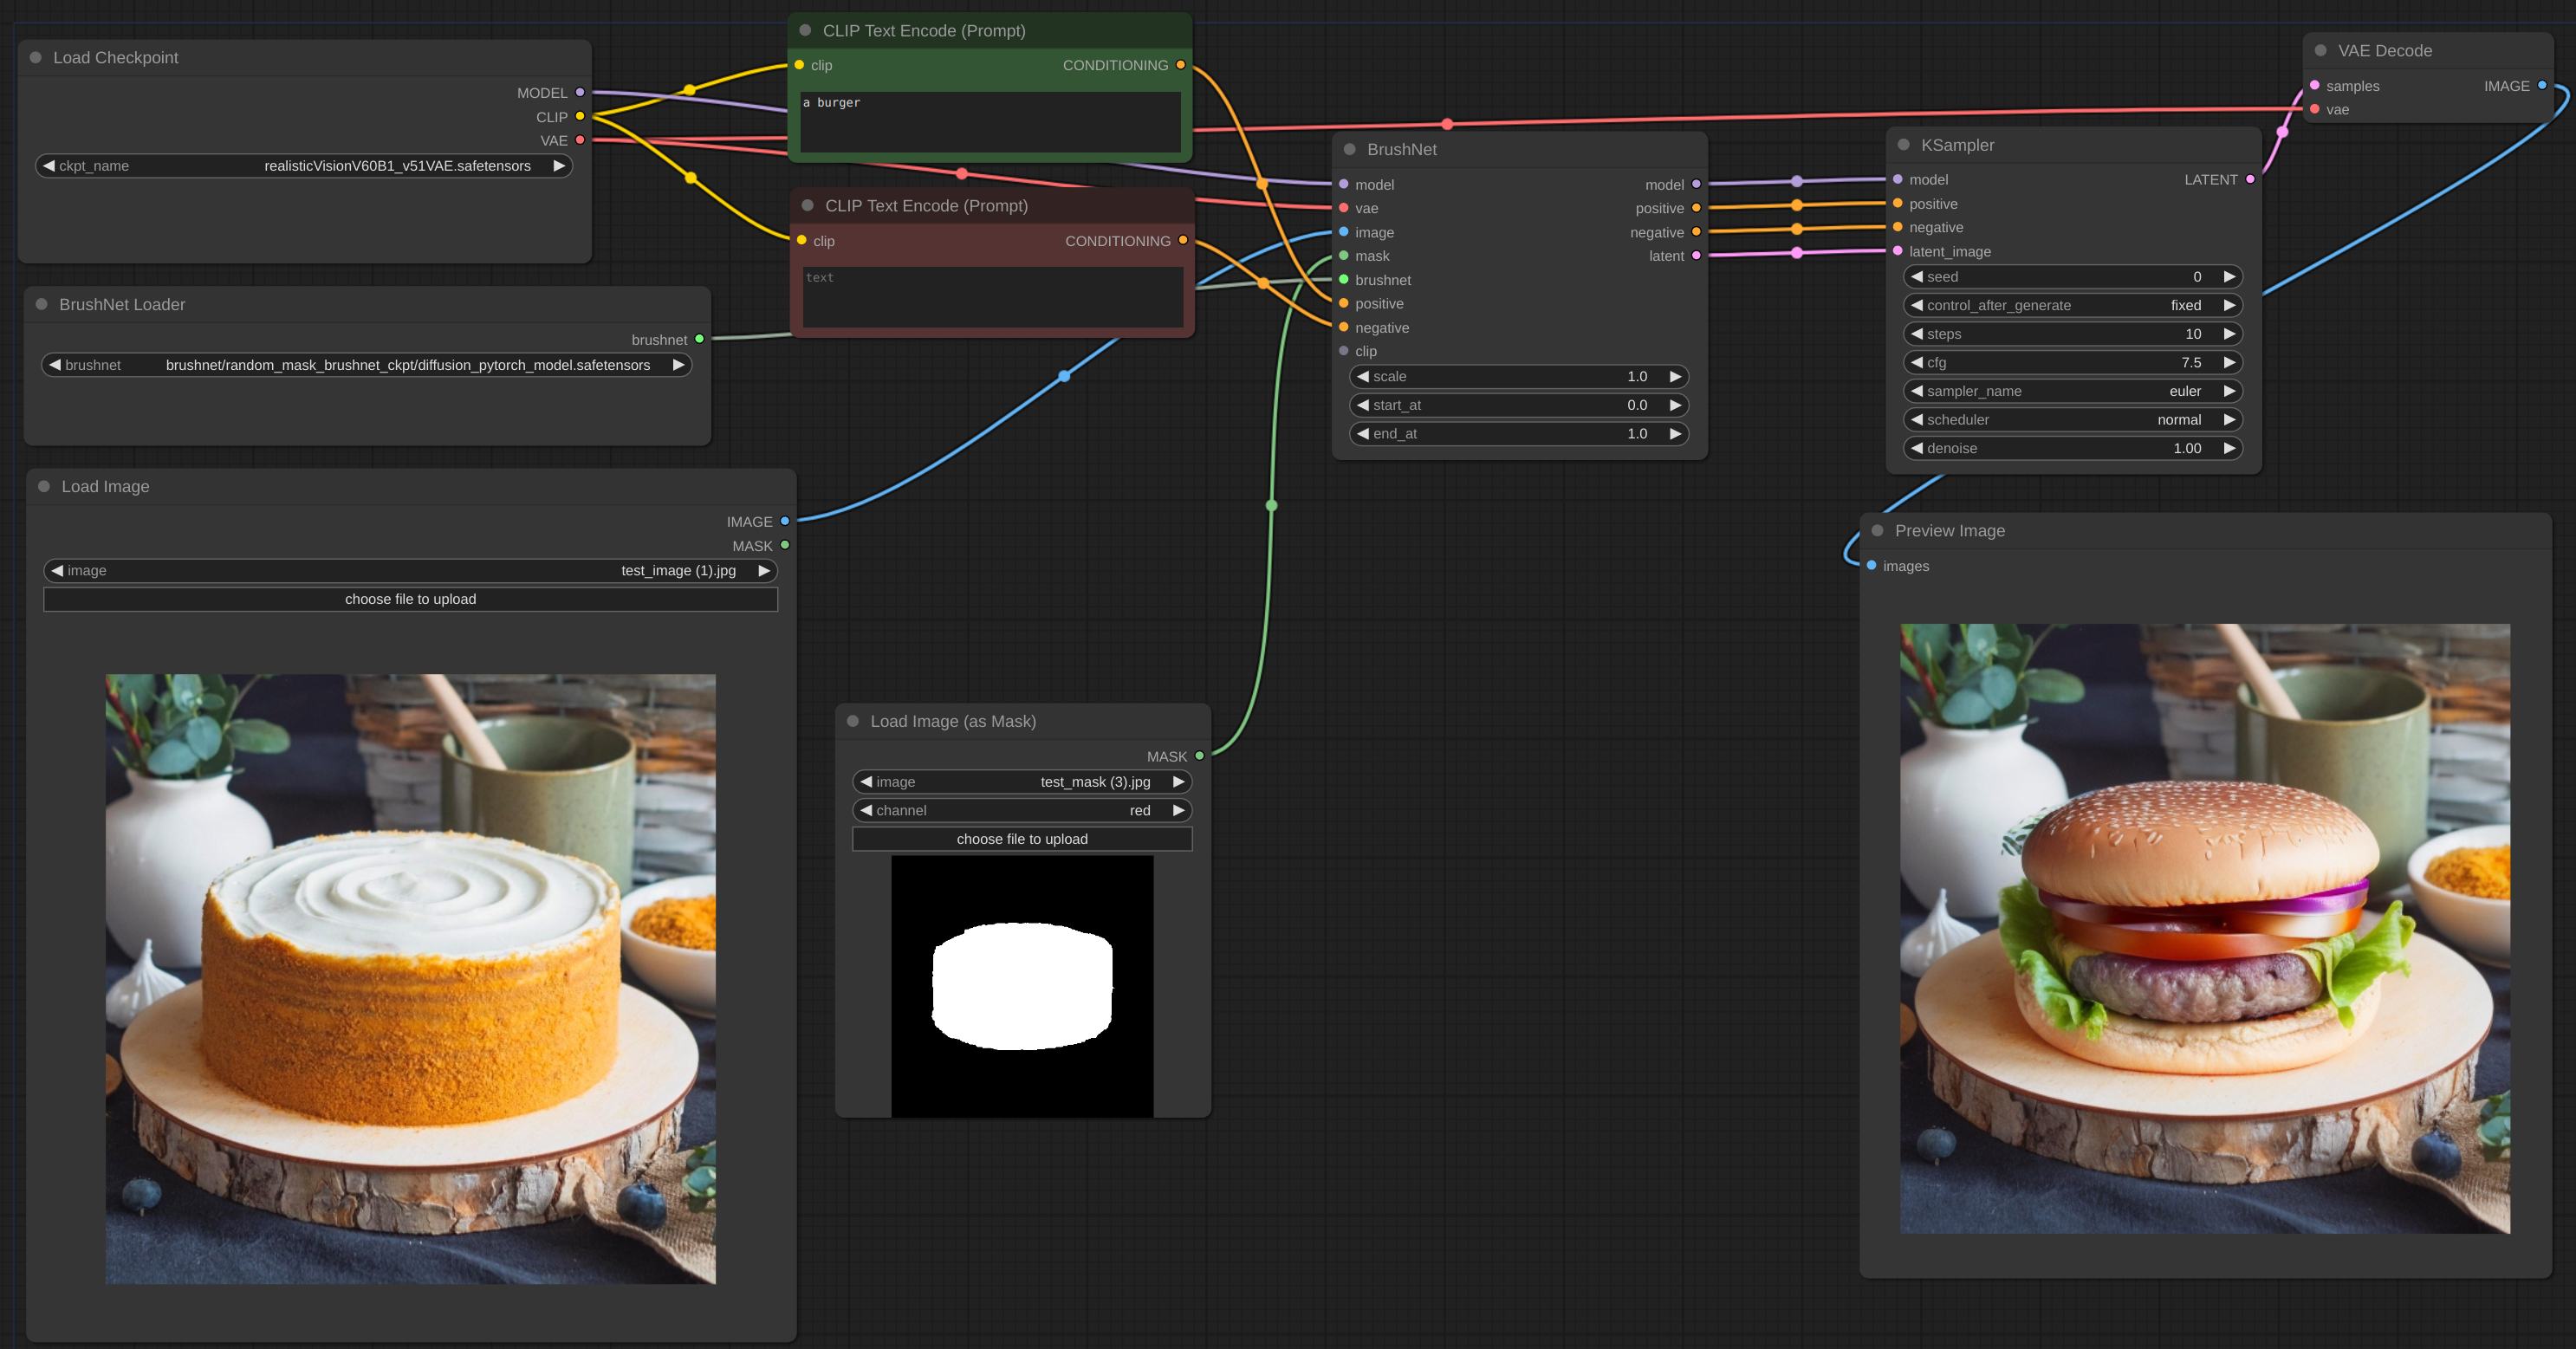 Load Checkpoint
MODEL
CLIP
VAE
ckpt_name realisticVisionV60B1_v51VAE.safetensors
BrushNet Loader
brushnet
brushnet brushnet/random_mask_brushnet_ckpt/diffusion_pytorch_model.safetensors
Load Image
IMAGE
MASK
image test_image (1).jpg
choose file to upload
CLIP Text Encode (Prompt)
clip CONDITIONING
a burger
CLIP Text Encode (Prompt)
clip CONDITIONING
text
Load Image (as Mask)
MASK
image test_mask (3).jpg
channel red
choose file to upload
BrushNet
model model
vae positive
image negative
mask latent
brushnet
positive
negative
clip
scale 1.0
start_at 0.0
end_at 1.0
KSampler
model LATENT
positive
negative
latent_image
seed 0
control_after_generate fixed
steps 10
cfg 7.5
sampler_name euler
scheduler normal
denoise 1.00
VAE Decode
samples IMAGE
vae
Preview Image
images